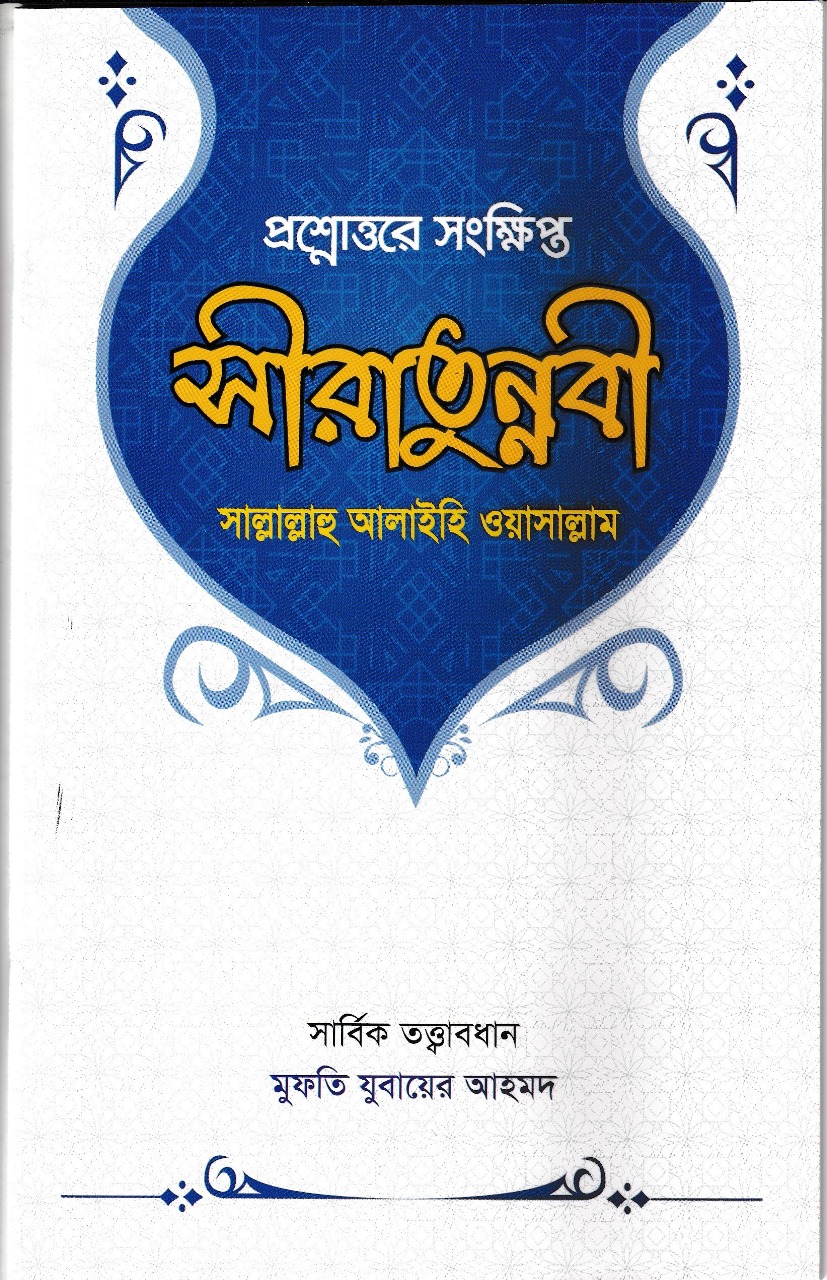 প্রশ্নোত্তরে সংক্ষিপ্ত
সীরাতুন্নবী
সাল্লাল্লাহু আলাইহি ওয়াসাল্লাম
সার্বিক তত্ত্বাবধান
মুফতি যুবায়ের আহমদ